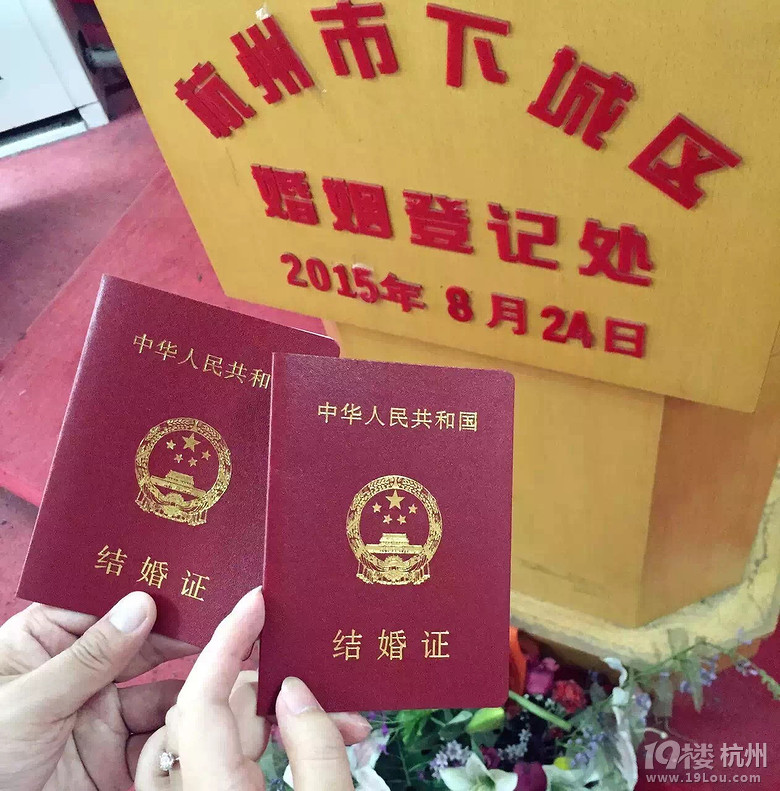 杭州市下城区
婚姻登记处
2015年 8月24日
中华人民共和
结婚证
中华人民共和国
结婚证
19楼 杭州
www.19Lou.com